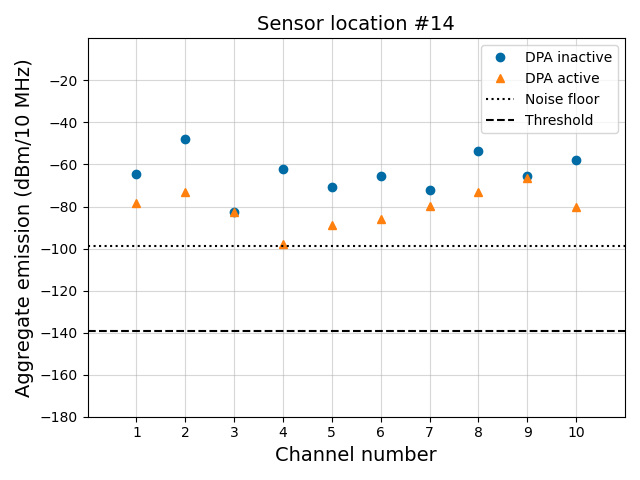 Sensor location #14
Aggregate emission (dBm/10 MHz)
−20
−40
−60
−80
−100
−120
−140
−160
−180
DPA inactive
DPA active
Noise floor
Threshold
1 2 3 4 5 6 7 8 9 10
Channel number